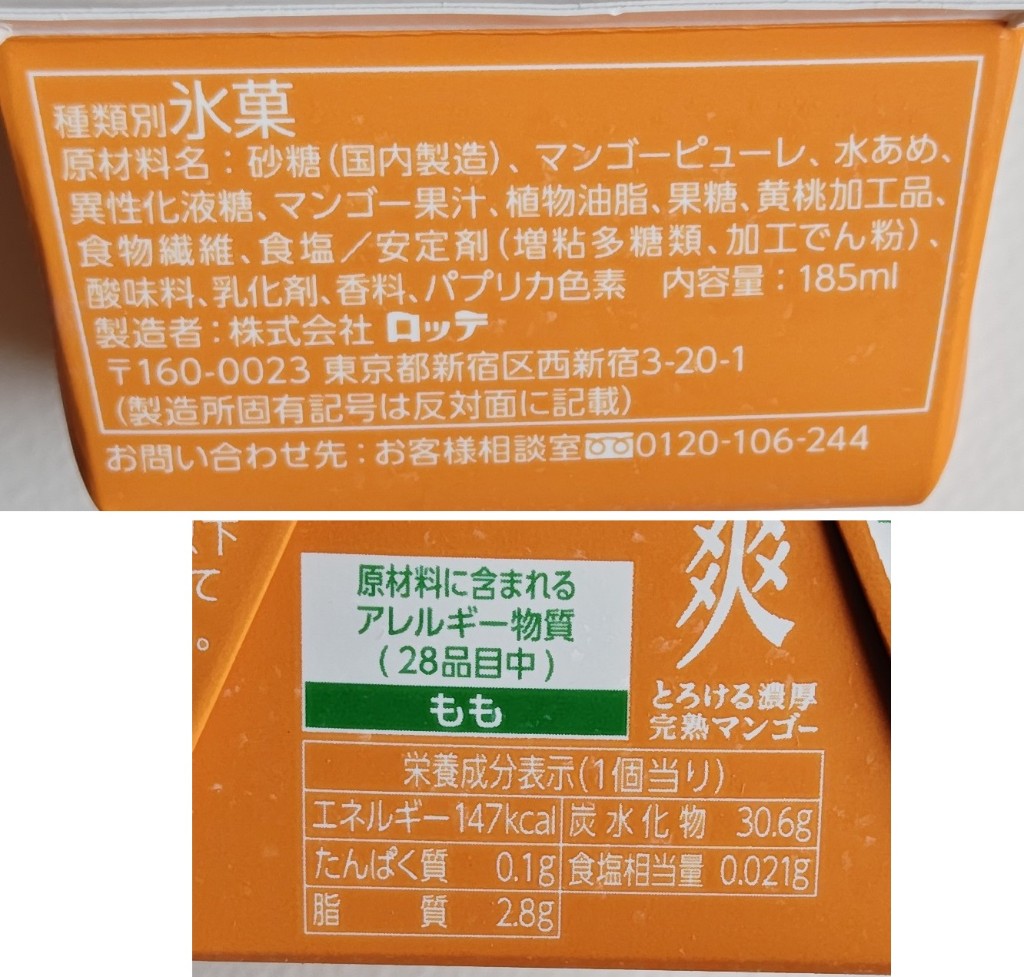 種類別氷菓
原材料名：砂糖（国内製造）、マンゴーピューレ、水あめ、
異性化液糖、マンゴー果汁、植物油脂、果糖、黄桃加工品、
食物繊維、食塩／安定剤（増粘多糖類、加工でん粉）、
酸味料、乳化剤、香料、パプリカ色素　内容量：185ml
製造者：株式会社 ロッテ
〒160-0023 東京都新宿区西新宿3-20-1
（製造所固有記号は反対面に記載）
お問い合わせ先：お客様相談室 0120-106-244
下
て
。
原材料に含まれる
アレルギー物質
(28品目中)
もも
爽
とろける濃厚
完熟マンゴー
栄養成分表示(1個当り)
エネルギー 147kcal 炭水化物 30.6g
たんぱく質 0.1g 食塩相当量 0.021g
脂質 2.8g